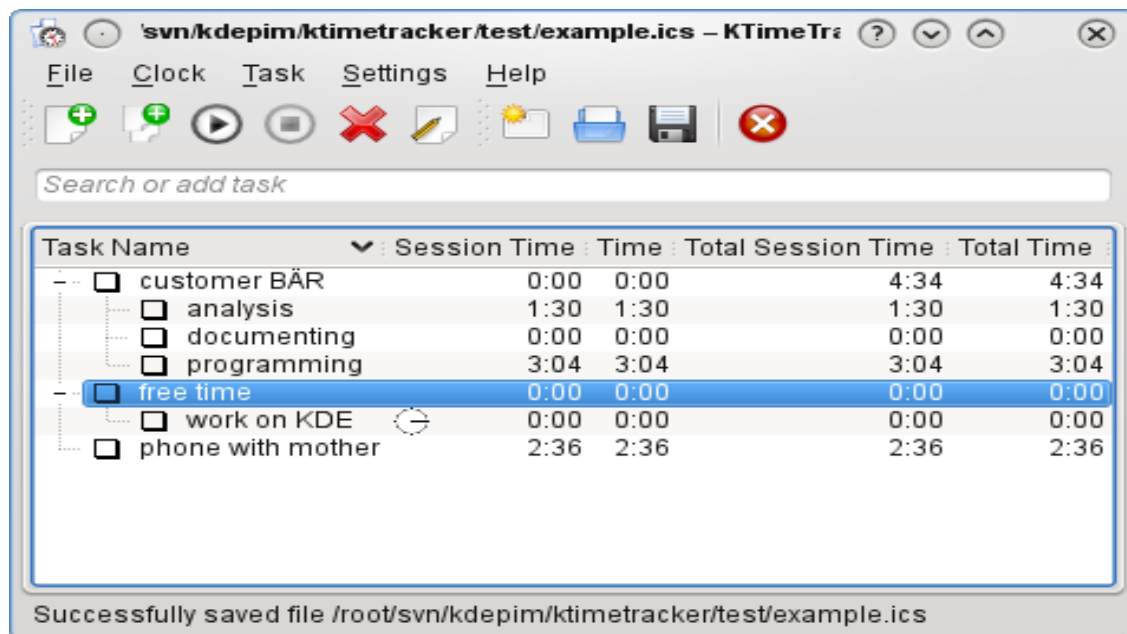 'svn/kdepim/ktimetracker/test/example.ics – KTimeTra
File Clock Task Settings Help
Search or add task
Task Name Session Time Time Total Session Time Total Time
customer BÄR 0:00 0:00 4:34 4:34
analysis 1:30 1:30 1:30 1:30
documenting 0:00 0:00 0:00 0:00
programming 3:04 3:04 3:04 3:04
free time 0:00 0:00 0:00 0:00
work on KDE 0:00 0:00 0:00 0:00
phone with mother 2:36 2:36 2:36 2:36
Successfully saved file /root/svn/kdepim/ktimetracker/test/example.ics